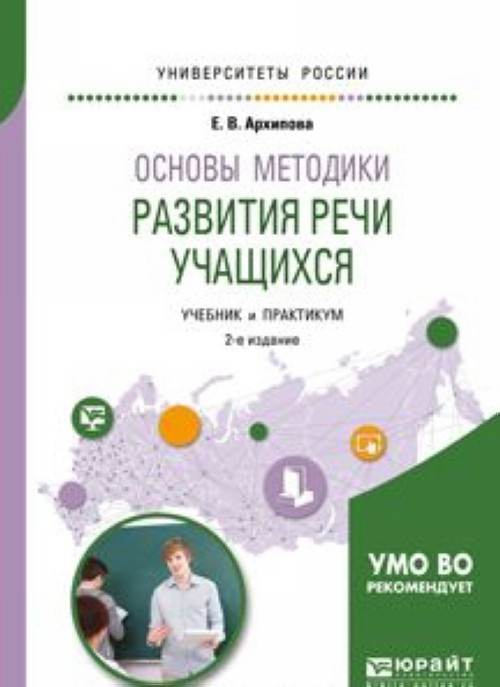 УНИВЕРСИТЕТЫ РОССИИ
Е. В. Архипова
ОСНОВЫ МЕТОДИКИ
РАЗВИТИЯ РЕЧИ
УЧАЩИХСЯ
УЧЕБНИК и ПРАКТИКУМ
2-е издание
УМО ВО
РЕКОМЕНДУЕТ
юрайт